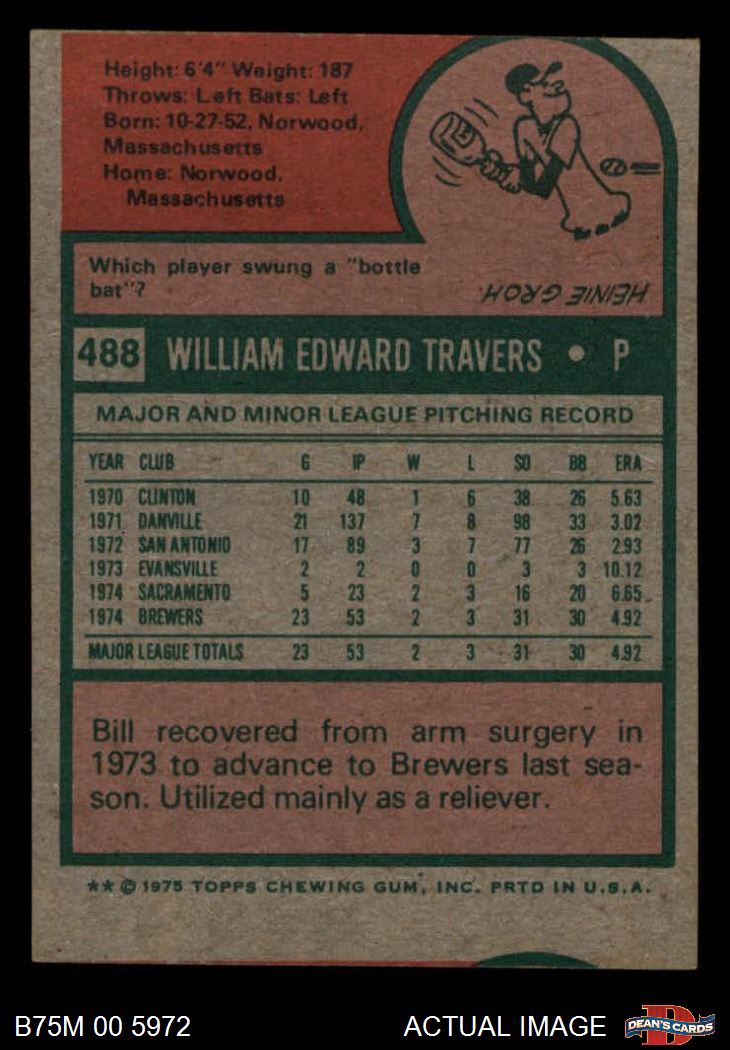 Height: 6'4" Weight: 187
Throws: Left Bats: Left
Born: 10-27-52, Norwood,
Massachusetts
Home: Norwood,
Massachusetts
Which player swung a "bottle
bat"?
HEINIE GROH.
488 WILLIAM EDWARD TRAVERS • P
MAJOR AND MINOR LEAGUE PITCHING RECORD
YEAR CLUB G IP W L SO BB ERA
1970 CLINTON 10 48 1 6 38 26 5.63
1971 DANVILLE 21 137 7 8 98 33 3.02
1972 SAN ANTONIO 17 89 3 7 77 26 2.93
1973 EVANSVILLE 2 2 0 0 3 3 10.12
1974 SACRAMENTO 5 23 2 3 16 20 6.65
1974 BREWERS 23 53 2 3 31 30 4.92
MAJOR LEAGUE TOTALS 23 53 2 3 31 30 4.92
Bill recovered from arm surgery in
1973 to advance to Brewers last sea-
son. Utilized mainly as a reliever.
** © 1975 TOPPS CHEWING GUM, INC. PRTD IN U.S.A.
B75M 00 5972 ACTUAL IMAGE
D
DEAN'S CARDS